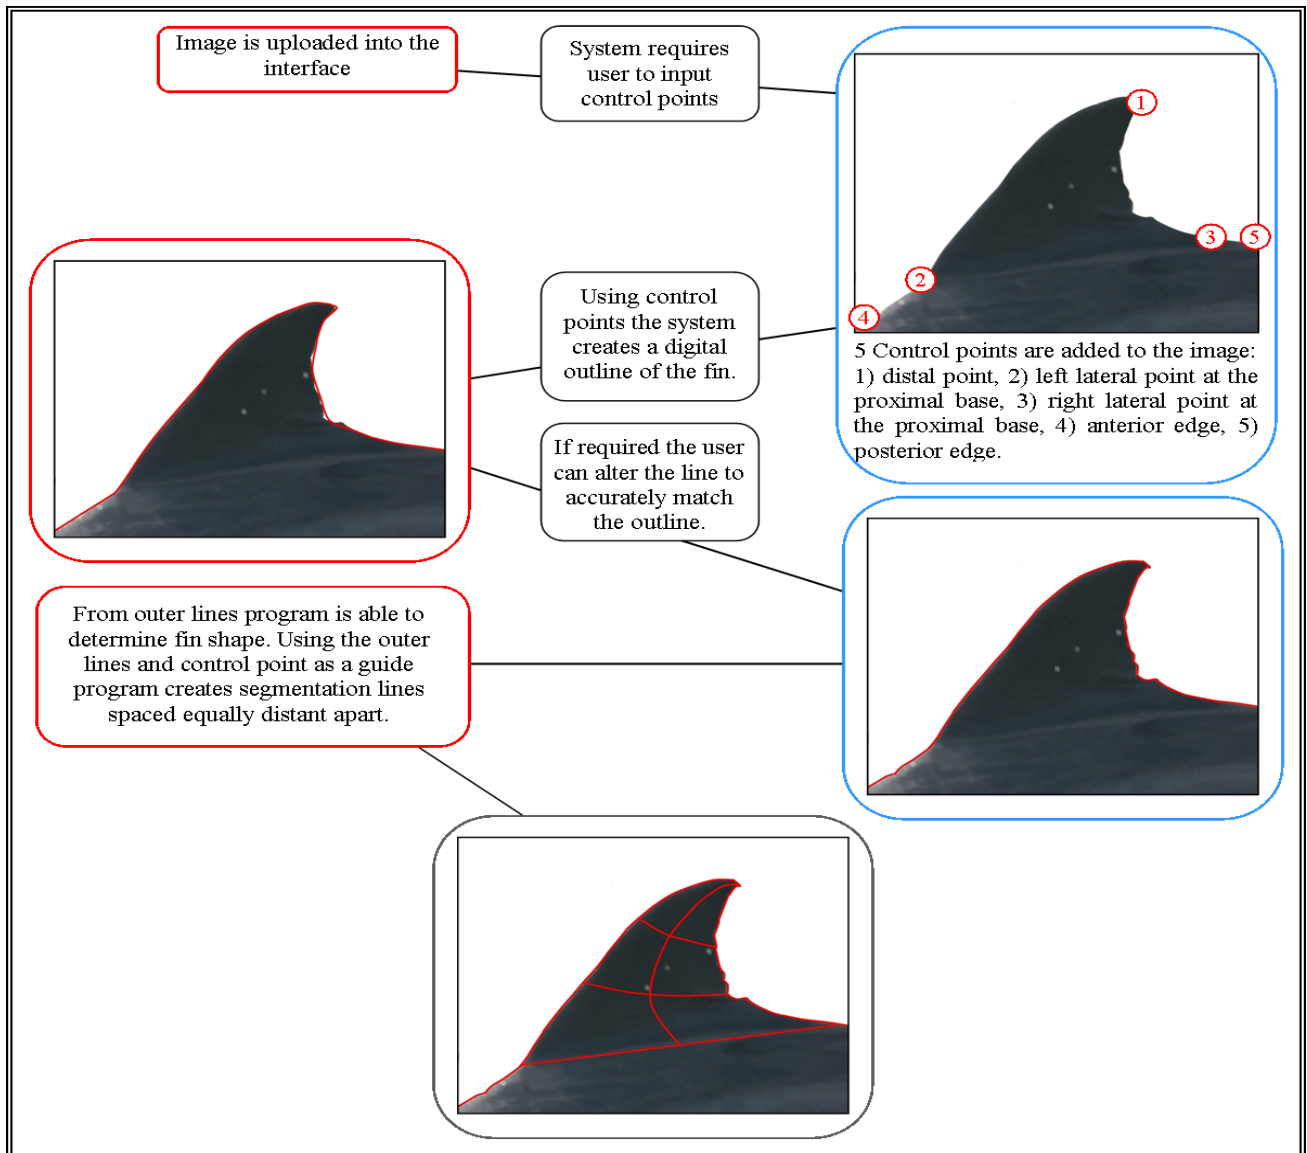 Image is uploaded into the
interface
System requires
user to input
control points
1
2
3
5
4
5 Control points are added to the image:
1) distal point, 2) left lateral point at the
proximal base, 3) right lateral point at
the proximal base, 4) anterior edge, 5)
posterior edge.
Using control
points the system
creates a digital
outline of the fin.
If required the user
can alter the line to
accurately match
the outline.
From outer lines program is able to
determine fin shape. Using the outer
lines and control point as a guide
program creates segmentation lines
spaced equally distant apart.